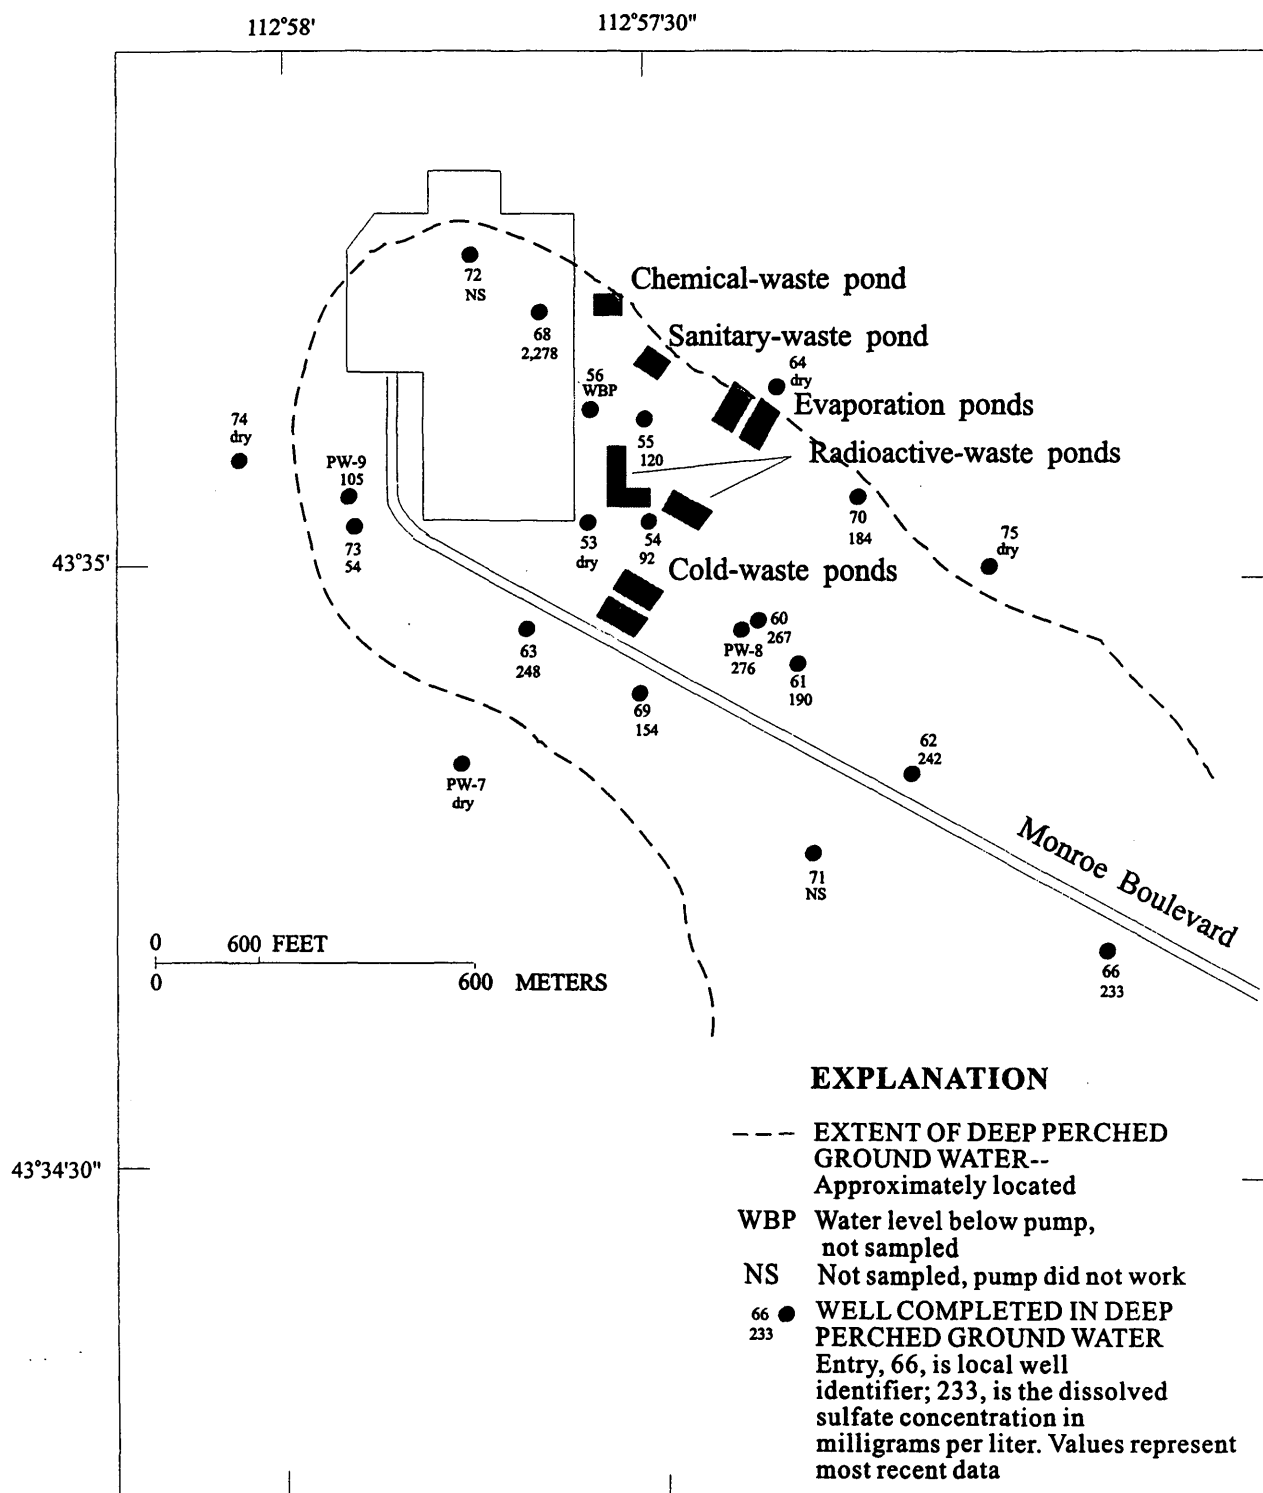 112°58'
112°57'30"
72
NS
Chemical-waste pond
68
2,278
Sanitary-waste pond
64
dry
56
WBP
Evaporation ponds
74
dry
55
120
Radioactive-waste ponds
PW-9
105
70
184
75
dry
73
54
53
dry
54
92
43°35'
Cold-waste ponds
60
267
PW-8
276
63
248
61
190
69
154
62
242
PW-7
dry
Monroe Boulevard
71
NS
0 600 FEET
0 600 METERS
66
233
EXPLANATION
EXTENT OF DEEP PERCHED
GROUND WATER--
Approximately located
43°34'30"
WBP Water level below pump,
not sampled
NS Not sampled, pump did not work
66 WELL COMPLETED IN DEEP
233 PERCHED GROUND WATER
Entry, 66, is local well
identifier; 233, is the dissolved
sulfate concentration in
milligrams per liter. Values represent
most recent data